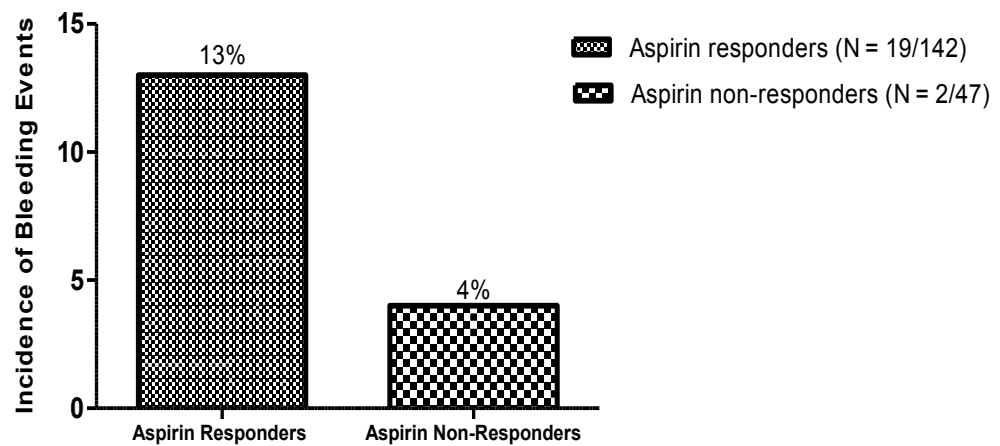 Incidence of Bleeding Events
15
10
5
0
13%
4%
Aspirin Responders
Aspirin Non-Responders
Aspirin responders (N = 19/142)
Aspirin non-responders (N = 2/47)